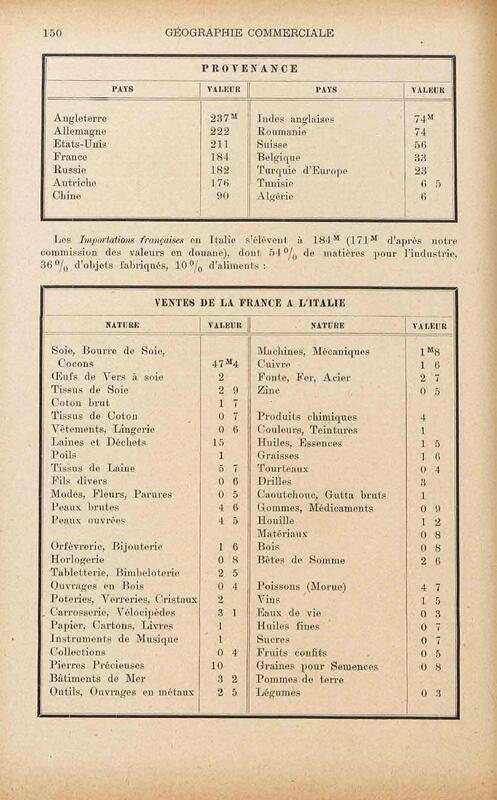 150 GÉOGRAPHIE COMMERCIALE
PROVENANCE
PAYS VALEUR PAYS VALEUR
Angleterre 237M Indes anglaises 74M
Allemagne 222 Roumanie 74
Etats-Unis 211 Suisse 56
France 184 Belgique 33
Russie 182 Turquie d'Europe 23
Autriche 176 Tunisie 6 5
Chine 90 Algérie 6
Les Importations françaises en Italie s'élèvent à 184M (171M d'après notre
commission des valeurs en douane), dont 54 % de matières pour l'industrie,
36 % d'objets fabriqués, 10 % d'aliments :
VENTES DE LA FRANCE A L'ITALIE
NATURE VALEUR NATURE VALEUR
Soie, Bourre de Soie, Machines, Mécaniques 1M8
Cocons 47M4 Cuivre 1 6
Œufs de Vers à soie 2 Fonte, Fer, Acier 2 7
Tissus de Soie 2 9 Zinc 0 5
Coton brut 1 7
Tissus de Coton 0 7 Produits chimiques 4
Vêtements, Lingerie 0 6 Couleurs, Teintures 1
Laines et Déchets 15 Huiles, Essences 1 5
Poils 1 Graisses 1 6
Tissus de Laine 5 7 Tourteaux 0 4
Fils divers 0 6 Drilles 3
Modes, Fleurs, Parures 0 5 Caoutchouc, Gutta bruts 1
Peaux brutes 4 6 Gommes, Médicaments 0 9
Peaux ouvrées 4 5 Houille 1 2
Matériaux 0 8
Orfèvrerie, Bijouterie 1 6 Bois 0 8
Horlogerie 0 8 Bêtes de Somme 2 6
Tabletterie, Bimbeloterie 2 5
Ouvrages en Bois 0 4 Poissons (Morue) 4 7
Poteries, Verreries, Cristaux 2 Vins 1 5
Carrosserie, Vélocipèdes 3 1 Eaux de vie 0 3
Papier, Cartons, Livres 1 Huiles fines 0 7
Instruments de Musique 1 Sucres 0 7
Collections 0 4 Fruits confits 0 5
Pierres Précieuses 10 Graines pour Semences 0 8
Bâtiments de Mer 3 2 Pommes de terre
Outils, Ouvrages en métaux 2 5 Légumes 0 3